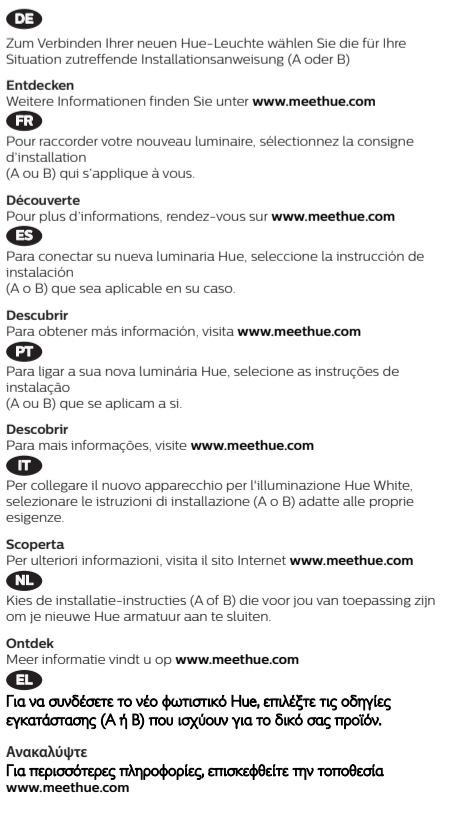 DE
Zum Verbinden Ihrer neuen Hue-Leuchte wählen Sie die für Ihre
Situation zutreffende Installationsanweisung (A oder B)
Entdecken
Weitere Informationen finden Sie unter www.meethue.com
FR
Pour raccorder votre nouveau luminaire, sélectionnez la consigne
d'installation
(A ou B) qui s'applique à vous.
Découverte
Pour plus d'informations, rendez-vous sur www.meethue.com
ES
Para conectar su nueva luminaria Hue, seleccione la instrucción de
instalación
(A o B) que sea aplicable en su caso.
Descubrir
Para obtener más información, visita www.meethue.com
PT
Para ligar a sua nova luminária Hue, selecione as instruções de
instalação
(A ou B) que se aplicam a si.
Descobrir
Para mais informações, visite www.meethue.com
IT
Per collegare il nuovo apparecchio per l'illuminazione Hue White,
selezionare le istruzioni di installazione (A o B) adatte alle proprie
esigenze.
Scoperta
Per ulteriori informazioni, visita il sito Internet www.meethue.com
NL
Kies de installatie-instructies (A of B) die voor jou van toepassing zijn
om je nieuwe Hue armatuur aan te sluiten.
Ontdek
Meer informatie vindt u op www.meethue.com
EL
Για να συνδέσετε το νέο φωτιστικό Hue, επιλέξτε τις οδηγίες
εγκατάστασης (Α ή Β) που ισχύουν για το δικό σας προϊόν.
Ανακαλύψτε
Για περισσότερες πληροφορίες, επισκεφθείτε την τοποθεσία
www.meethue.com